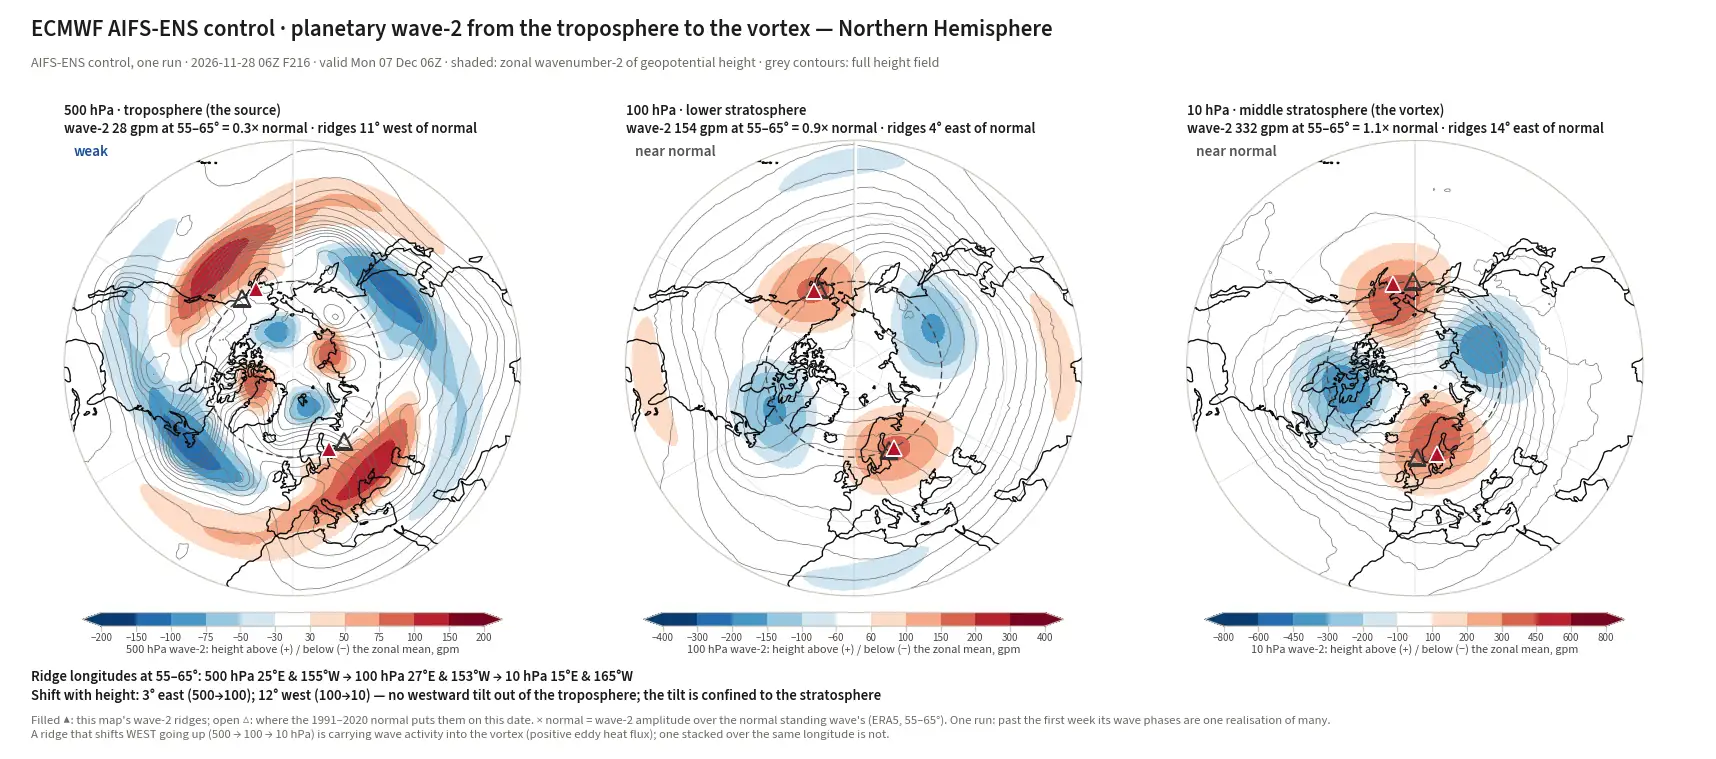 ECMWF AIFS-ENS control · planetary wave-2 from the troposphere to the vortex — Northern Hemisphere
AIFS-ENS control, one run · 2026-11-28 06Z F216 · valid Mon 07 Dec 06Z · shaded: zonal wavenumber-2 of geopotential height · grey contours: full height field
500 hPa · troposphere (the source)
wave-2 28 gpm at 55–65° = 0.3× normal · ridges 11° west of normal
weak
100 hPa · lower stratosphere
wave-2 154 gpm at 55–65° = 0.9× normal · ridges 4° east of normal
near normal
10 hPa · middle stratosphere (the vortex)
wave-2 332 gpm at 55–65° = 1.1× normal · ridges 14° east of normal
near normal
−200 −150 −100 −75 −50 −30 30 50 75 100 150 200
500 hPa wave-2: height above (+) / below (−) the zonal mean, gpm
−400 −300 −200 −150 −100 −60 60 100 150 200 300 400
100 hPa wave-2: height above (+) / below (−) the zonal mean, gpm
−800 −600 −450 −300 −200 −100 100 200 300 450 600 800
10 hPa wave-2: height above (+) / below (−) the zonal mean, gpm
Ridge longitudes at 55–65°: 500 hPa 25°E & 155°W → 100 hPa 27°E & 153°W → 10 hPa 15°E & 165°W
Shift with height: 3° east (500→100); 12° west (100→10) — no westward tilt out of the troposphere; the tilt is confined to the stratosphere
Filled ▲: this map's wave-2 ridges; open △: where the 1991–2020 normal puts them on this date. × normal = wave-2 amplitude over the normal standing wave's (ERA5, 55–65°). One run: past the first week its wave phases are one realisation of many.
A ridge that shifts WEST going up (500 → 100 → 10 hPa) is carrying wave activity into the vortex (positive eddy heat flux); one stacked over the same longitude is not.